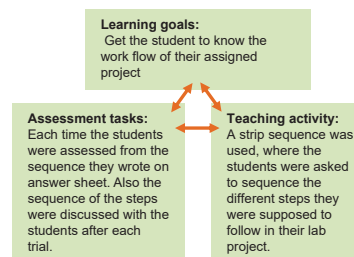 Learning goals:
Get the student to know the
work flow of their assigned
project
Assessment tasks:
Each time the students
were assessed from the
sequence they wrote on
answer sheet. Also the
sequence of the steps
were discussed with the
students after each
trial.
Teaching activity:
A strip sequence was
used, where the
students were asked
to sequence the
different steps they
were supposed to
follow in their lab
project.